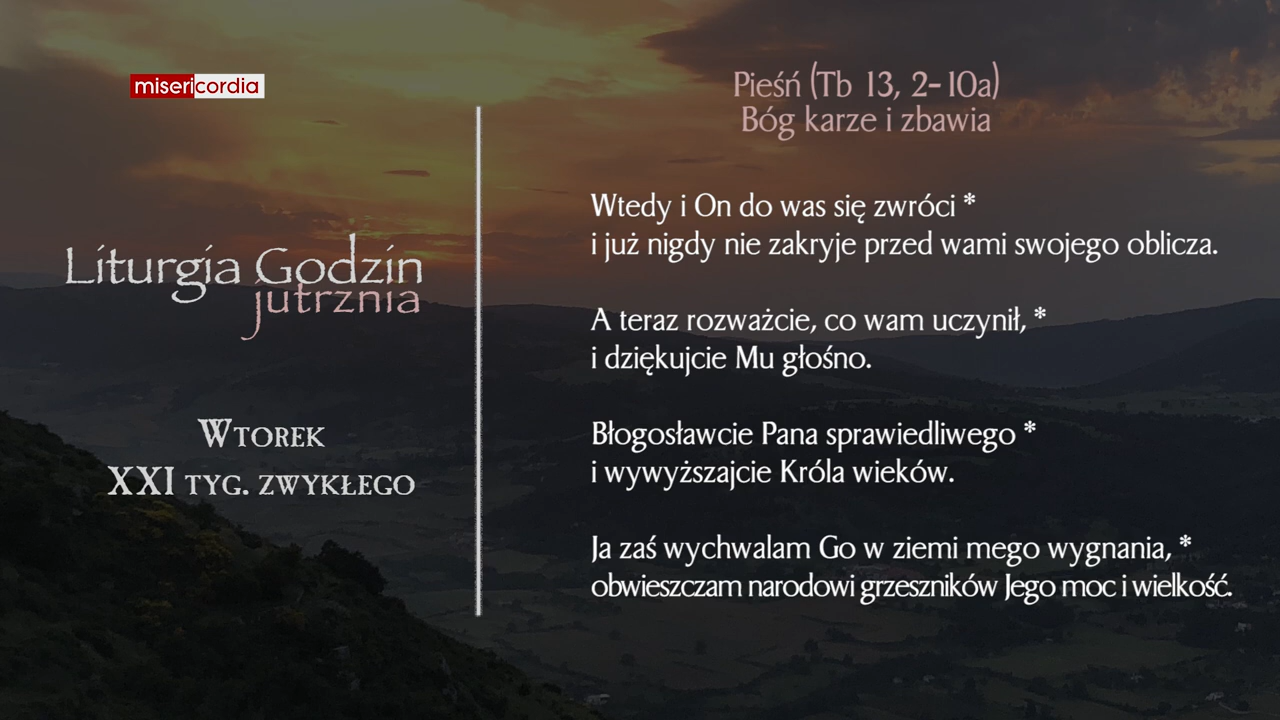 misericordia
Liturgia Godzin
jutrznia
Wtorek
XXI tyg. zwykłego
Pieśń (Tb 13, 2-10a)
Bóg karze i zbawia
Wtedy i On do was się zwróci *
i już nigdy nie zakryje przed wami swojego oblicza.
A teraz rozważcie, co wam uczynił, *
i dziękujcie Mu głośno.
Błogosławcie Pana sprawiedliwego *
i wywyższajcie Króla wieków.
Ja zaś wychwalam Go w ziemi mego wygnania, *
obwieszczam narodowi grzeszników Jego moc i wielkość.